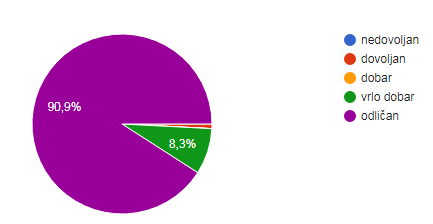 nedovoljan
dovoljan
dobar
vrlo dobar
odličan
90,9%
8,3%